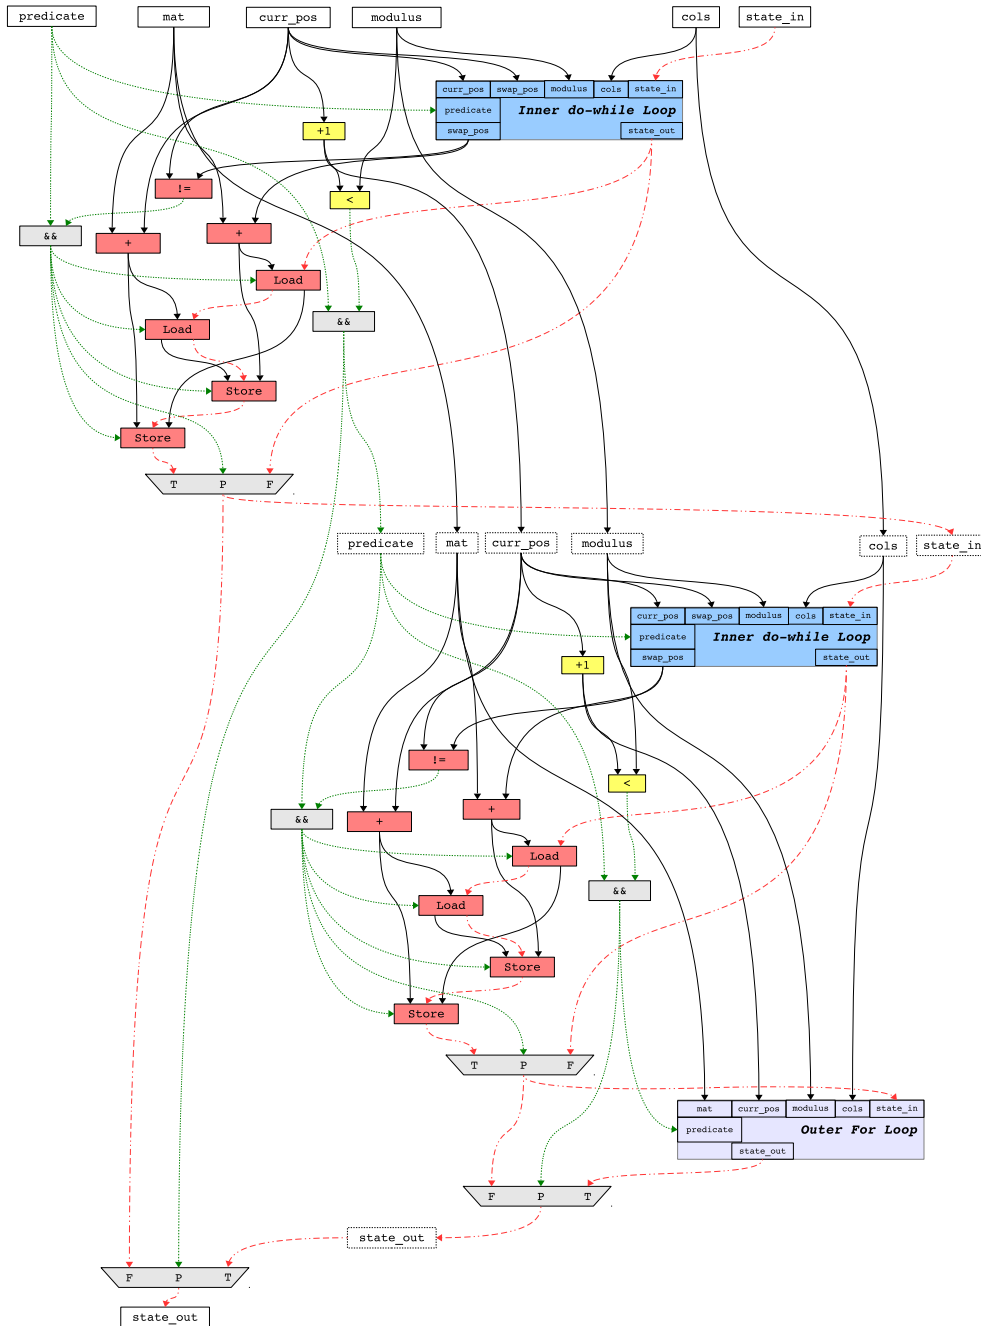 predicate mat curr_pos modulus cols state_in
curr_pos swap_pos modulus cols state_in
predicate Inner do-while Loop
swap_pos state_out
+1
!=
<
&&
+
+
Load
&&
Load
Store
Store
T P F
predicate mat curr_pos modulus cols state_in
curr_pos swap_pos modulus cols state_in
predicate Inner do-while Loop
swap_pos state_out
+1
!=
<
&&
+
+
Load
&&
Load
Store
Store
T P F
mat curr_pos modulus cols state_in
predicate Outer For Loop
state_out
F P T
state_out
F P T
state_out